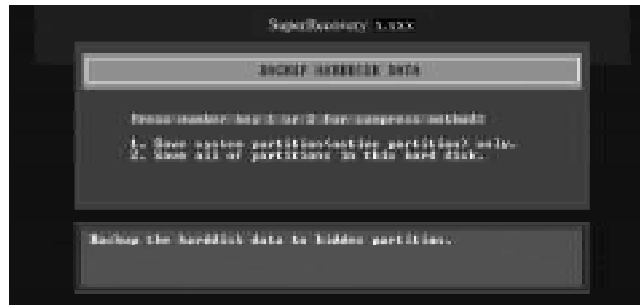 SuperRecovery x.xxx
BACKUP HARDDISK DATA
Press number key 1 or 2 for compress method:
1. Save system partition(active partition) only.
2. Save all of partitions in this hard disk.
Backup the harddisk data to hidden partition.